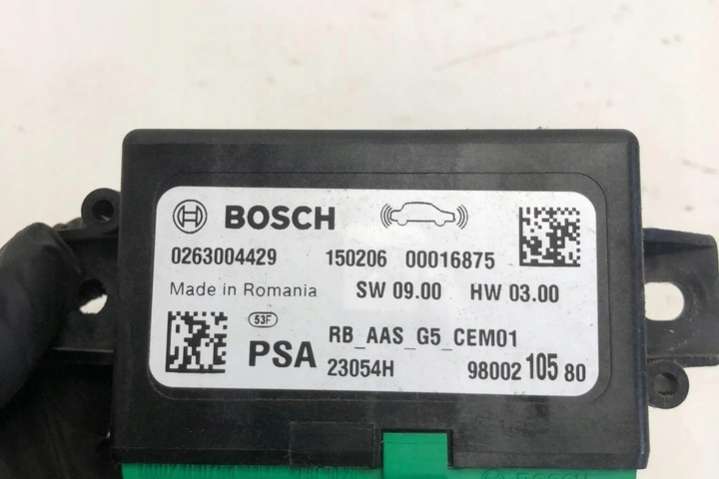 BOSCH
0263004429 150206 00016875
Made in Romania SW 09.00 HW 03.00
53F
PSA RB_AAS_G5_CEM01
23054H 98002 105 80
BOSCH